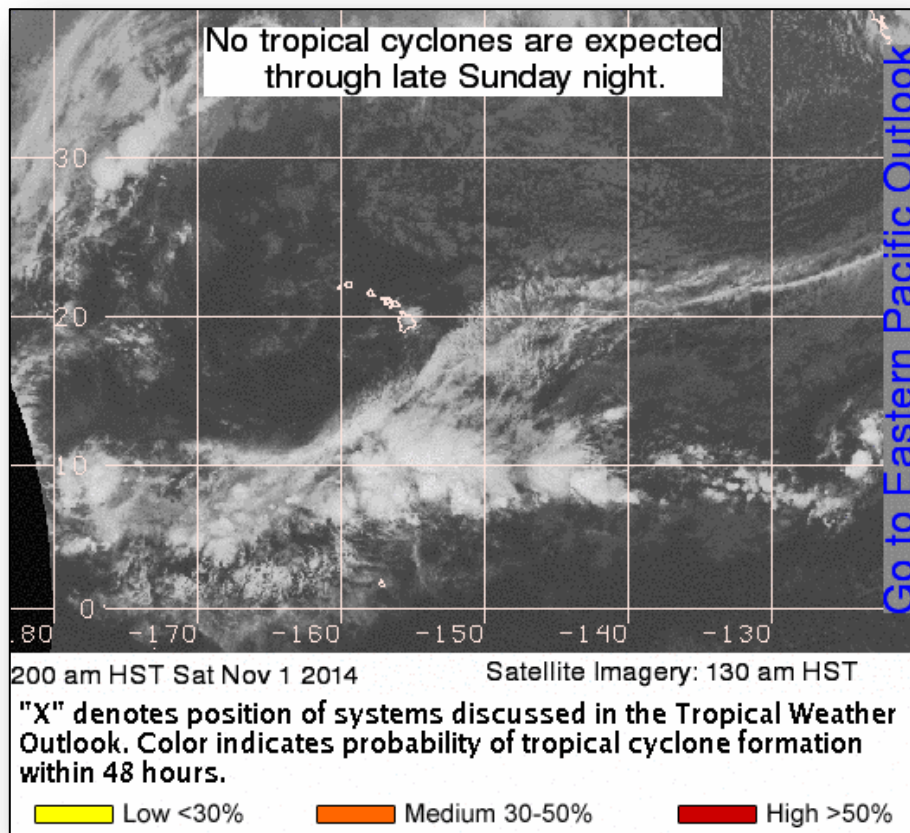 No tropical cyclones are expected
through late Sunday night.
Go to Eastern Pacific Outlook
30
20
10
0
.80 -170 -160 -150 -140 -130
200 am HST Sat Nov 1 2014 Satellite Imagery: 130 am HST
"X" denotes position of systems discussed in the Tropical Weather
Outlook. Color indicates probability of tropical cyclone formation
within 48 hours.
Low <30% Medium 30-50% High >50%